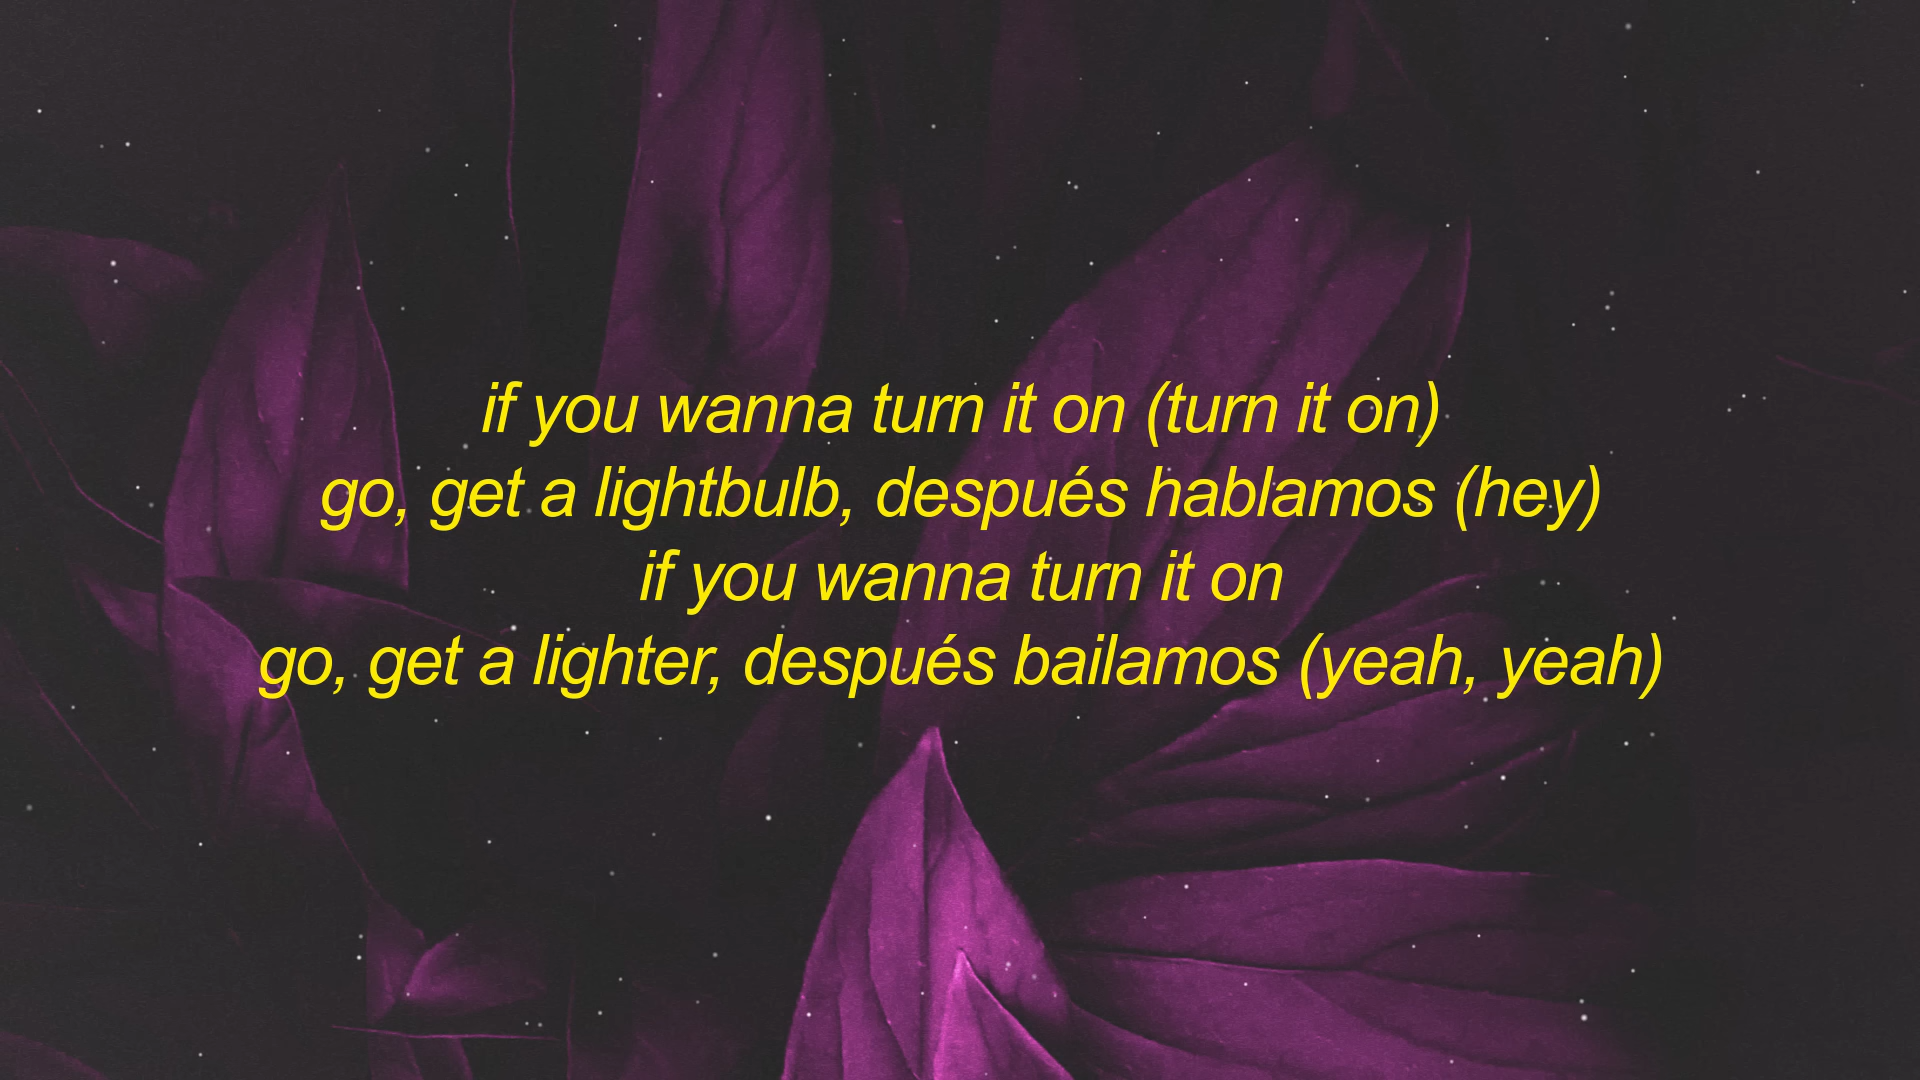 if you wanna turn it on (turn it on)
go, get a lightbulb, después hablamos (hey)
if you wanna turn it on
go, get a lighter, después bailamos (yeah, yeah)